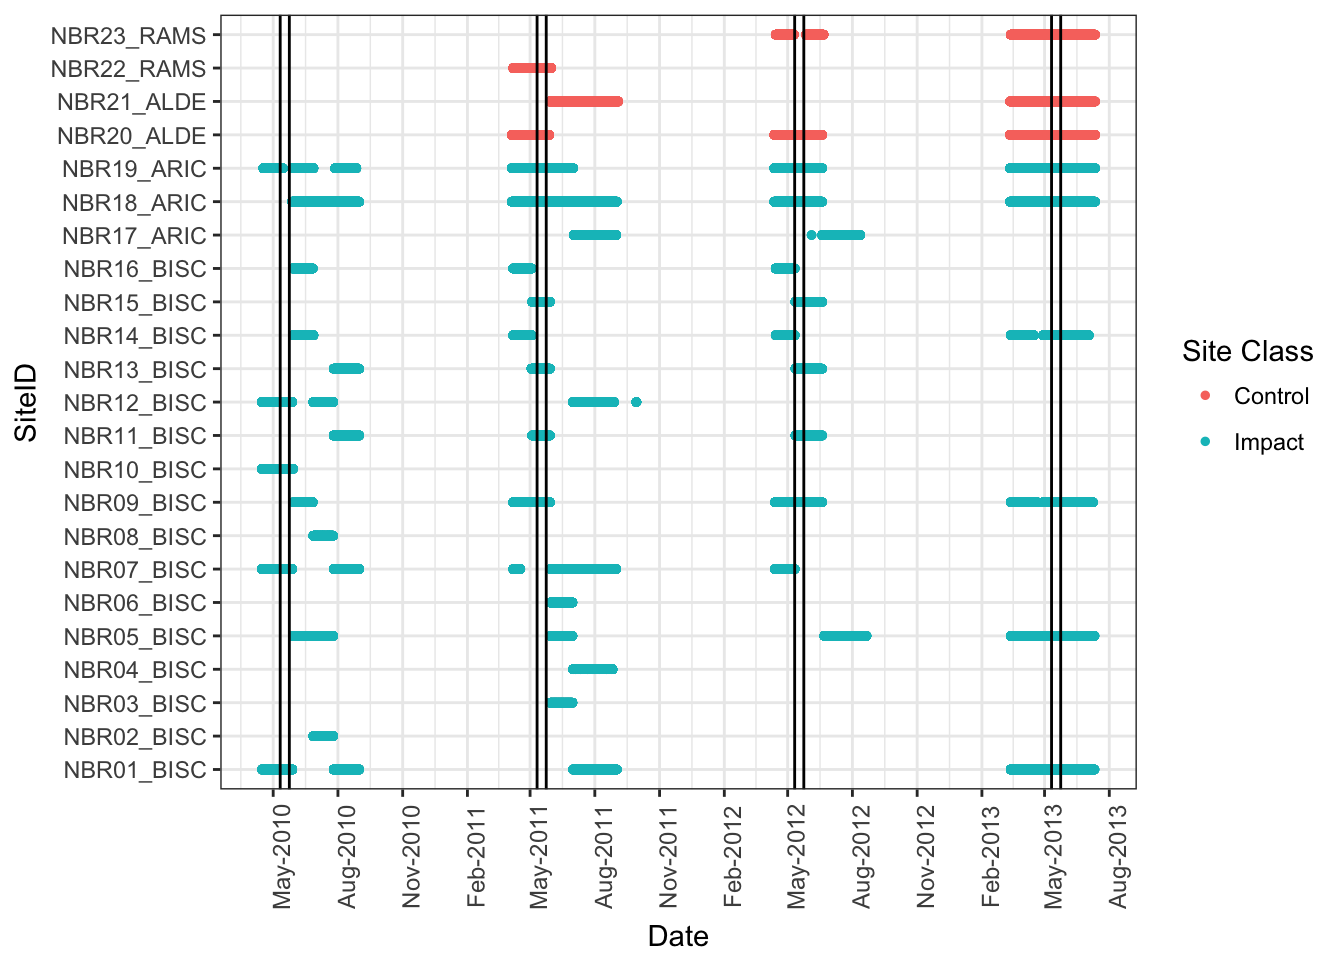 NBR23_RAMS
NBR22_RAMS
NBR21_ALDE
NBR20_ALDE
NBR19_ARIC
NBR18_ARIC
NBR17_ARIC
NBR16_BISC
NBR15_BISC
NBR14_BISC
NBR13_BISC
NBR12_BISC
NBR11_BISC
NBR10_BISC
NBR09_BISC
NBR08_BISC
NBR07_BISC
NBR06_BISC
NBR05_BISC
NBR04_BISC
NBR03_BISC
NBR02_BISC
NBR01_BISC
SiteID
May-2010
Aug-2010
Nov-2010
Feb-2011
May-2011
Aug-2011
Nov-2011
Feb-2012
May-2012
Aug-2012
Nov-2012
Feb-2013
May-2013
Aug-2013
Date
Site Class
Control
Impact